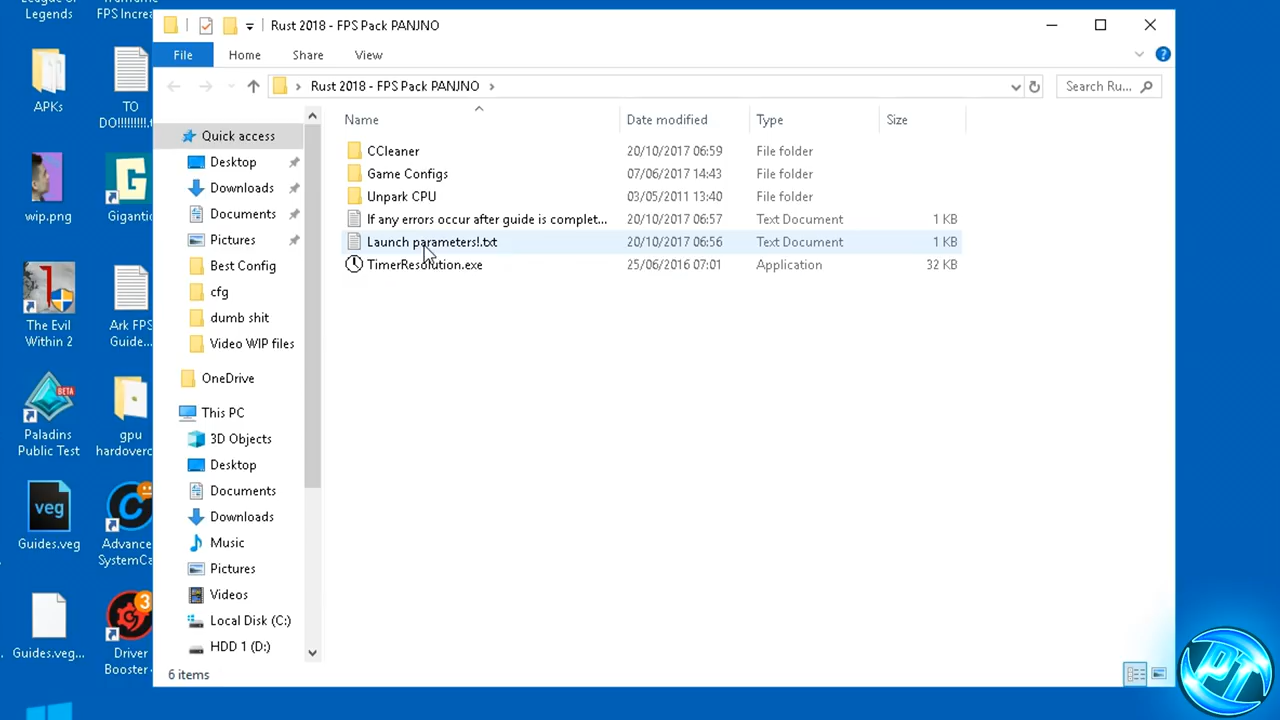 League of
Legends
Warframe
FPS Increa
APKs
TO
DO!!!!!!!!!.t
wip.png
Gigantic
The Evil
Within 2
Ark FPS
Guide...
BETA
Paladins
Public Test
gpu
hardoverc
veg
Guides.veg
Advance
SystemCa
Guides.veg...
3
Driver
Booster 4
Rust 2018 - FPS Pack PANJNO
File
Home
Share
View
Rust 2018 - FPS Pack PANJNO
Search Ru...
Name
Date modified
Type
Size
CCleaner 20/10/2017 06:59 File folder
Game Configs 07/06/2017 14:43 File folder
Unpark CPU 03/05/2011 13:40 File folder
If any errors occur after guide is complet... 20/10/2017 06:57 Text Document 1 KB
Launch parameters!.txt 20/10/2017 06:56 Text Document 1 KB
TimerResolution.exe 25/06/2016 07:01 Application 32 KB
Quick access
Desktop
Downloads
Documents
Pictures
Best Config
cfg
dumb shit
Video WIP files
OneDrive
This PC
3D Objects
Desktop
Documents
Downloads
Music
Pictures
Videos
Local Disk (C:)
HDD 1 (D:)
6 items
PT